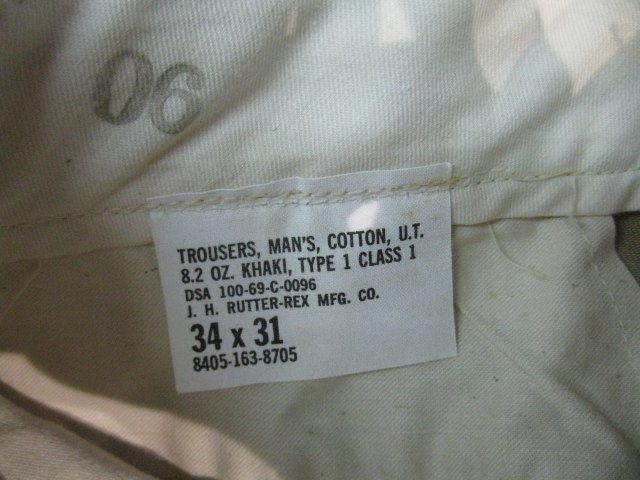 06
TROUSERS, MAN'S, COTTON, U.T.
8.2 OZ. KHAKI, TYPE 1 CLASS 1
DSA 100-69-C-0096
J. H. RUTTER-REX MFG. CO.
34 x 31
8405-163-8705